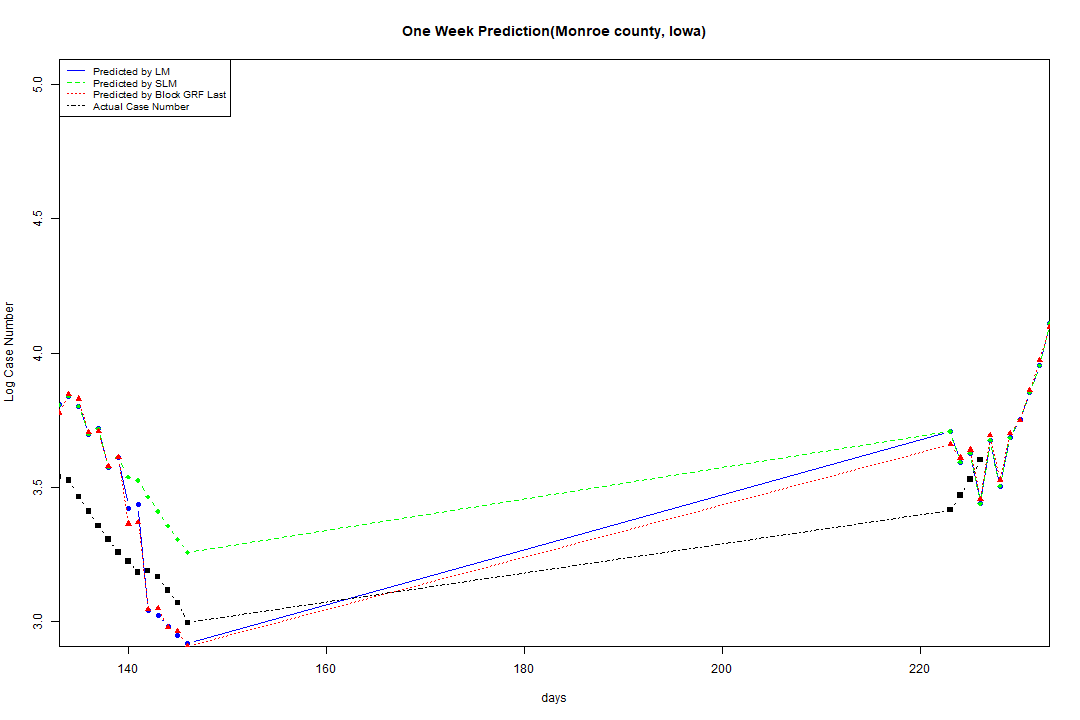 One Week Prediction(Monroe county, Iowa)
Predicted by LM
Predicted by SLM
Predicted by Block GRF Last
Actual Case Number
5.0
4.5
4.0
3.5
3.0
Log Case Number
140 160 180 200 220
days